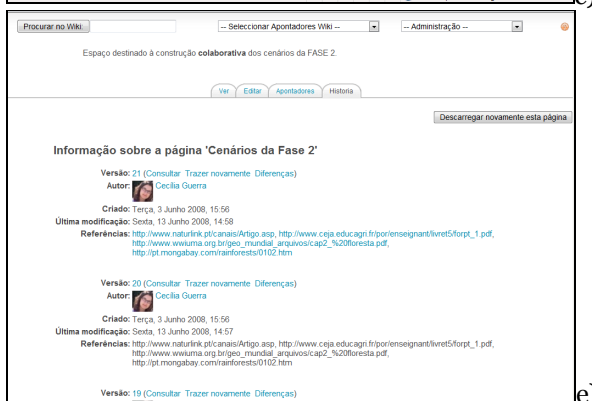 Procurar no Wiki: -- Seleccionar Apontadores Wiki -- -- Administração --
Espaço destinado à construção colaborativa dos cenários da FASE 2.
Ver Editar Apontadores Historia
Descarregar novamente esta página
Informação sobre a página 'Cenários da Fase 2'
Versão: 21 (Consultar Trazer novamente Diferenças)
Autor: Cecília Guerra
Criado: Terça, 3 Junho 2008, 15:56
Última modificação: Sexta, 13 Junho 2008, 14:58
Referências: http://www.naturlink.pt/canais/Artigo.asp, http://www.ceja.educagri.fr/por/enseignant/livret5/forpt_1.pdf,
http://www.wwiuma.org.br/geo_mundial_arquivos/cap2_%20floresta.pdf,
http://pt.mongabay.com/rainforests/0102.htm
Versão: 20 (Consultar Trazer novamente Diferenças)
Autor: Cecília Guerra
Criado: Terça, 3 Junho 2008, 15:56
Última modificação: Sexta, 13 Junho 2008, 14:57
Referências: http://www.naturlink.pt/canais/Artigo.asp, http://www.ceja.educagri.fr/por/enseignant/livret5/forpt_1.pdf,
http://www.wwiuma.org.br/geo_mundial_arquivos/cap2_%20floresta.pdf,
http://pt.mongabay.com/rainforests/0102.htm
Versão: 19 (Consultar Trazer novamente Diferenças)